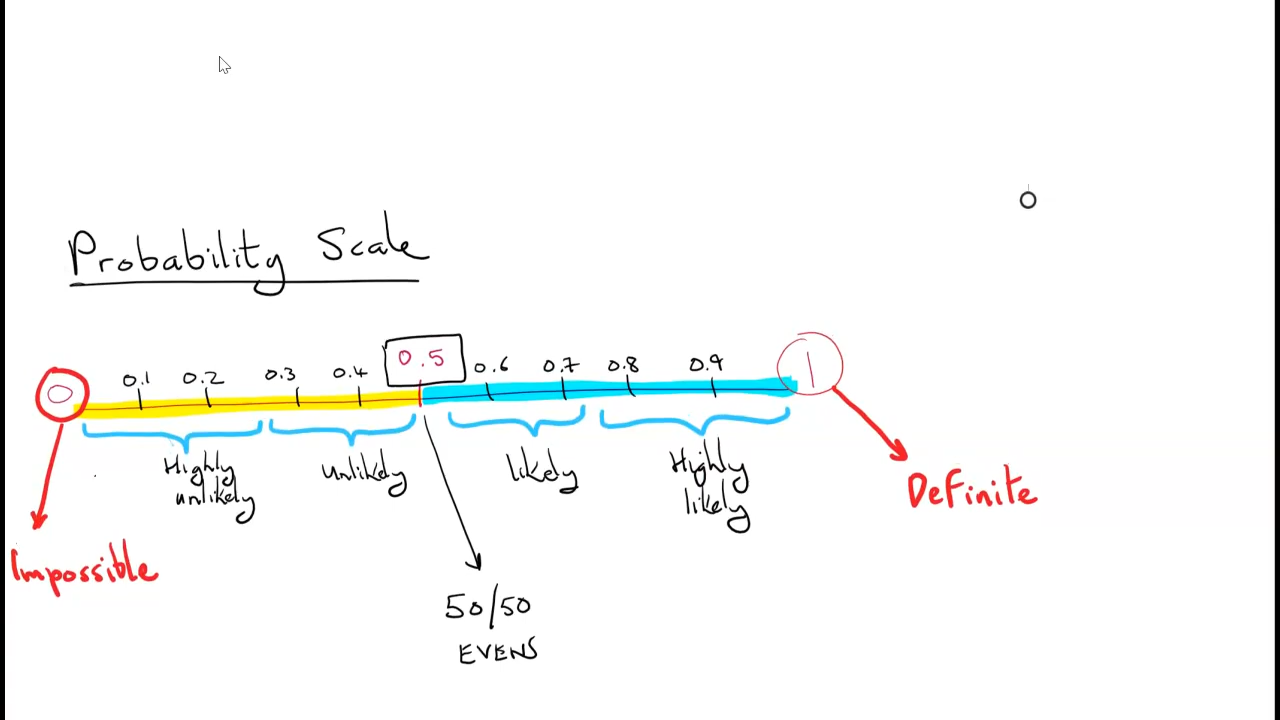 Probability Scale
0 0.1 0.2 0.3 0.4 0.5 0.6 0.7 0.8 0.9 1
Highly
unlikely
unlikely
likely
Highly
likely
Definite
Impossible
50/50
EVENS